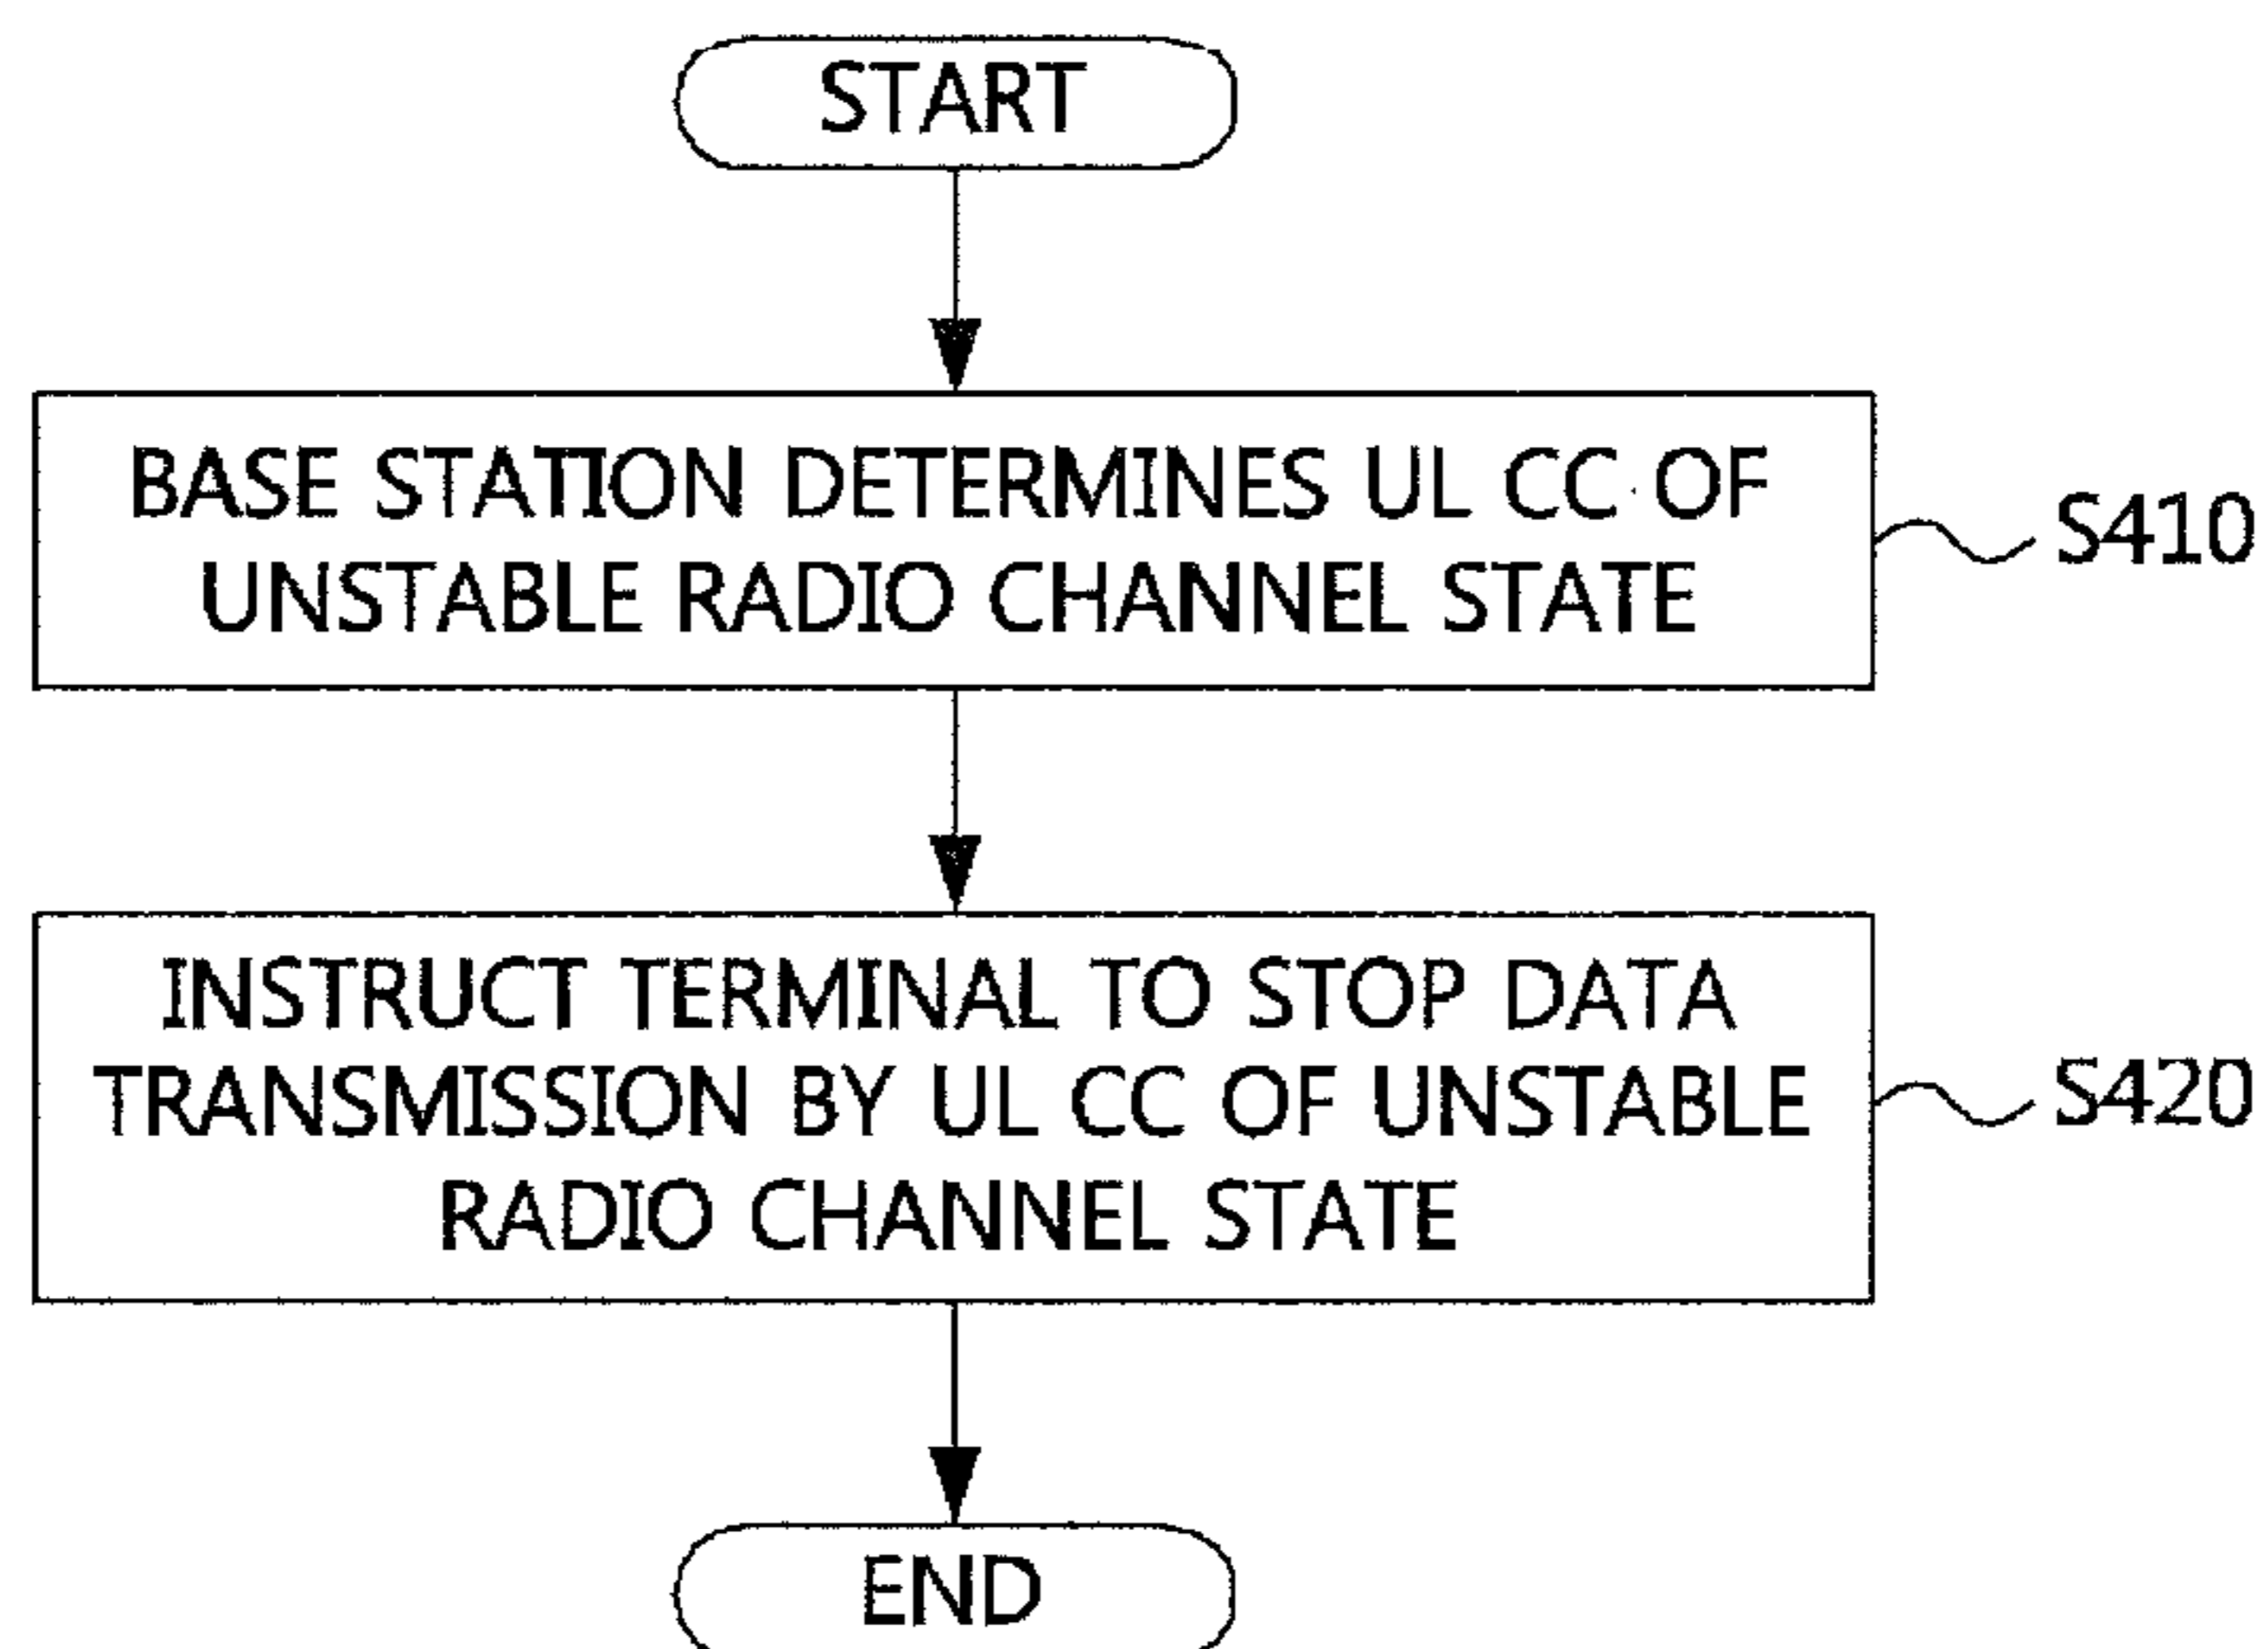 START
BASE STATION DETERMINES UL CC OF
UNSTABLE RADIO CHANNEL STATE
S410
INSTRUCT TERMINAL TO STOP DATA
TRANSMISSION BY UL CC OF UNSTABLE
RADIO CHANNEL STATE
S420
END